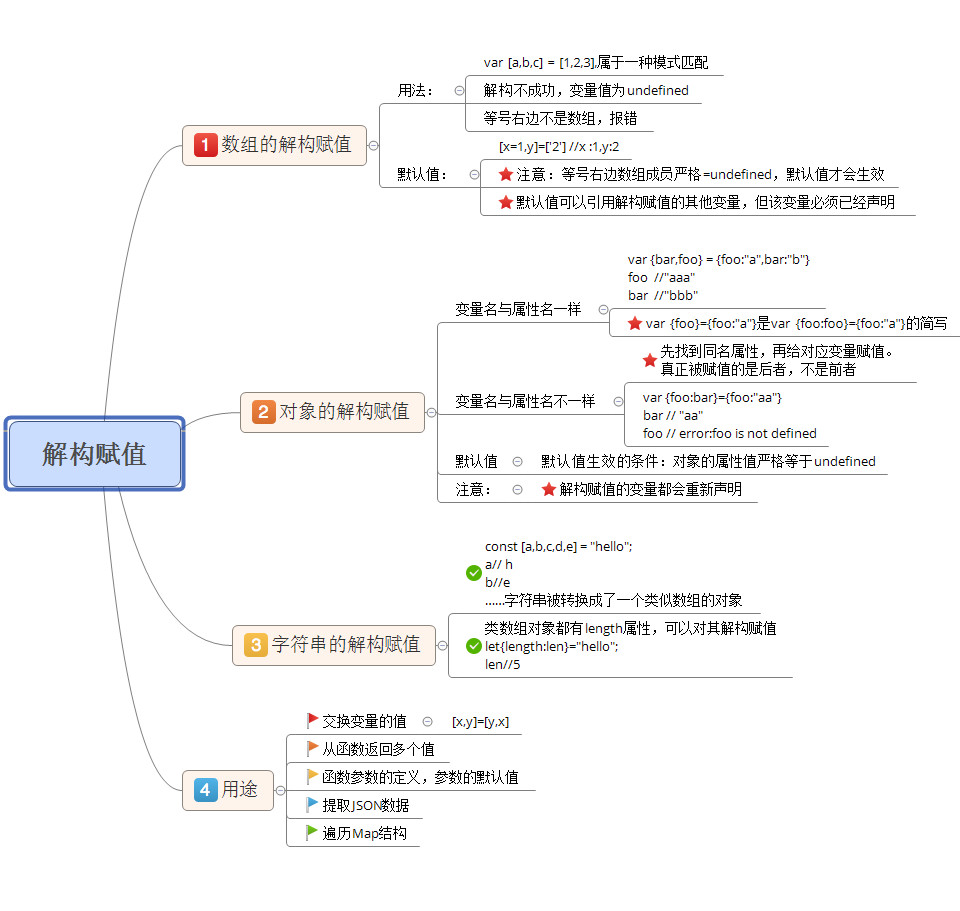 解构赋值
1 数组的解构赋值
用法：
var [a,b,c] = [1,2,3],属于一种模式匹配
解构不成功，变量值为undefined
等号右边不是数组，报错
默认值：
[x=1,y]=['2'] //x :1,y:2
注意：等号右边数组成员严格=undefined，默认值才会生效
默认值可以引用解构赋值的其他变量，但该变量必须已经声明
2 对象的解构赋值
变量名与属性名一样
var {bar,foo} = {foo:"a",bar:"b"}
foo //"aaa"
bar //"bbb"
var {foo}={foo:"a"}是var {foo:foo}={foo:"a"}的简写
变量名与属性名不一样
先找到同名属性，再给对应变量赋值。
真正被赋值的是后者，不是前者
var {foo:bar}={foo:"aa"}
bar // "aa"
foo // error:foo is not defined
默认值
默认值生效的条件：对象的属性值严格等于undefined
注意：
解构赋值的变量都会重新声明
3 字符串的解构赋值
const [a,b,c,d,e] = "hello";
a// h
b//e
......字符串被转换成了一个类似数组的对象
类数组对象都有length属性，可以对其解构赋值
let{length:len}="hello";
len//5
4 用途
交换变量的值
[x,y]=[y,x]
从函数返回多个值
函数参数的定义，参数的默认值
提取JSON数据
遍历Map结构